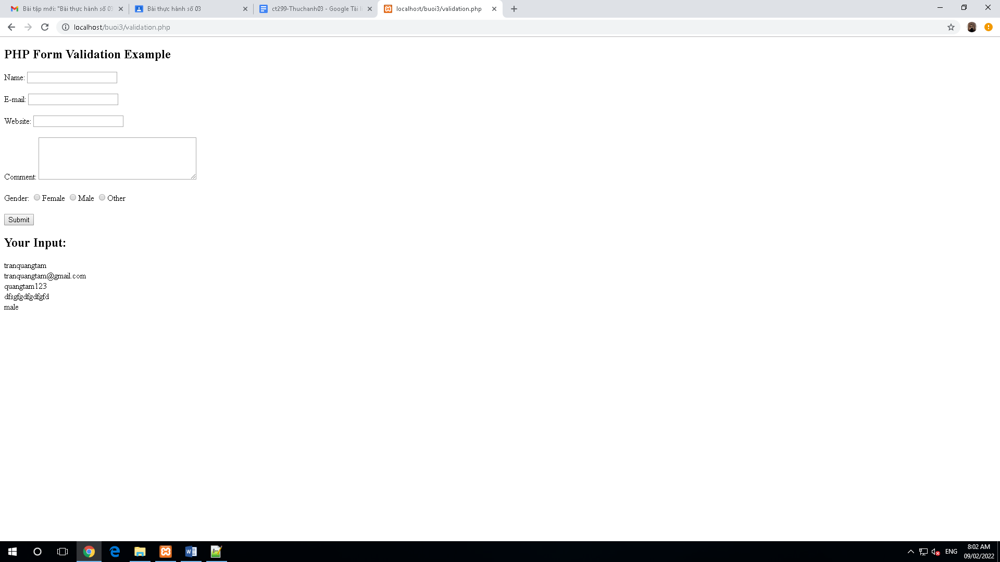 Bài tập mới: "Bài thực hành số 03
Bài thực hành số 03
ct299-Thuchanh03 - Google Tài li
localhost/buoi3/validation.php
localhost/buoi3/validation.php
PHP Form Validation Example
Name:
E-mail:
Website:
Comment:
Gender: Female Male Other
Submit
Your Input:
tranquangtam
tranquangtam@gmail.com
quangtam123
dfsgfgdfgdfgfd
male
ENG
8:02 AM
09/02/2022